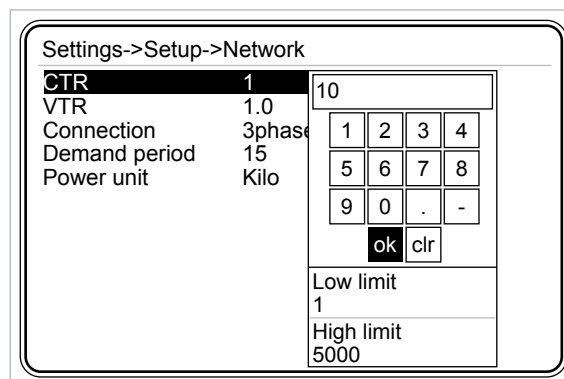 Settings->Setup->Network
CTR 1
VTR 1.0
Connection 3phase
Demand period 15
Power unit Kilo
10
1 2 3 4
5 6 7 8
9 0 . -
ok clr
Low limit
1
High limit
5000